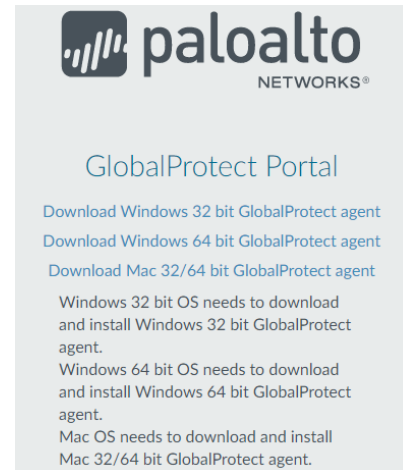 paloalto
NETWORKS®
GlobalProtect Portal
Download Windows 32 bit GlobalProtect agent
Download Windows 64 bit GlobalProtect agent
Download Mac 32/64 bit GlobalProtect agent
Windows 32 bit OS needs to download
and install Windows 32 bit GlobalProtect
agent.
Windows 64 bit OS needs to download
and install Windows 64 bit GlobalProtect
agent.
Mac OS needs to download and install
Mac 32/64 bit GlobalProtect agent.